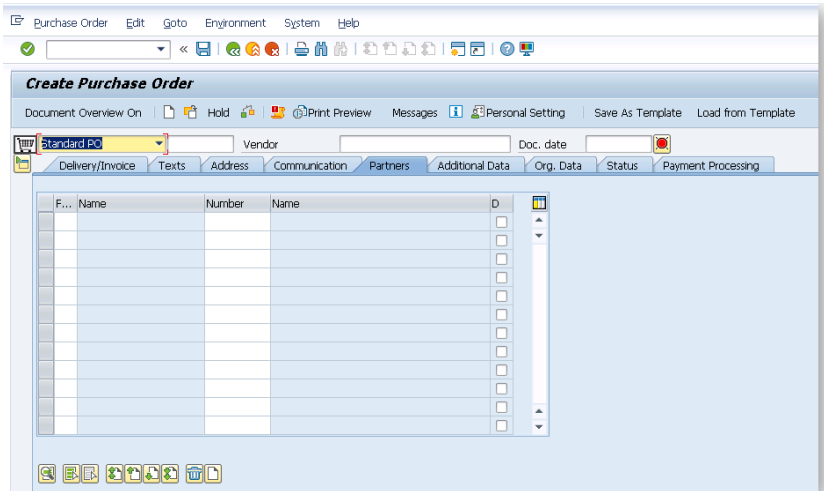 Purchase Order Edit Goto Environment System Help
Create Purchase Order
Document Overview On Hold Print Preview Messages Personal Setting Save As Template Load from Template
Standard PO Vendor Doc. date
Delivery/Invoice Texts Address Communication Partners Additional Data Org. Data Status Payment Processing
F... Name Number Name D